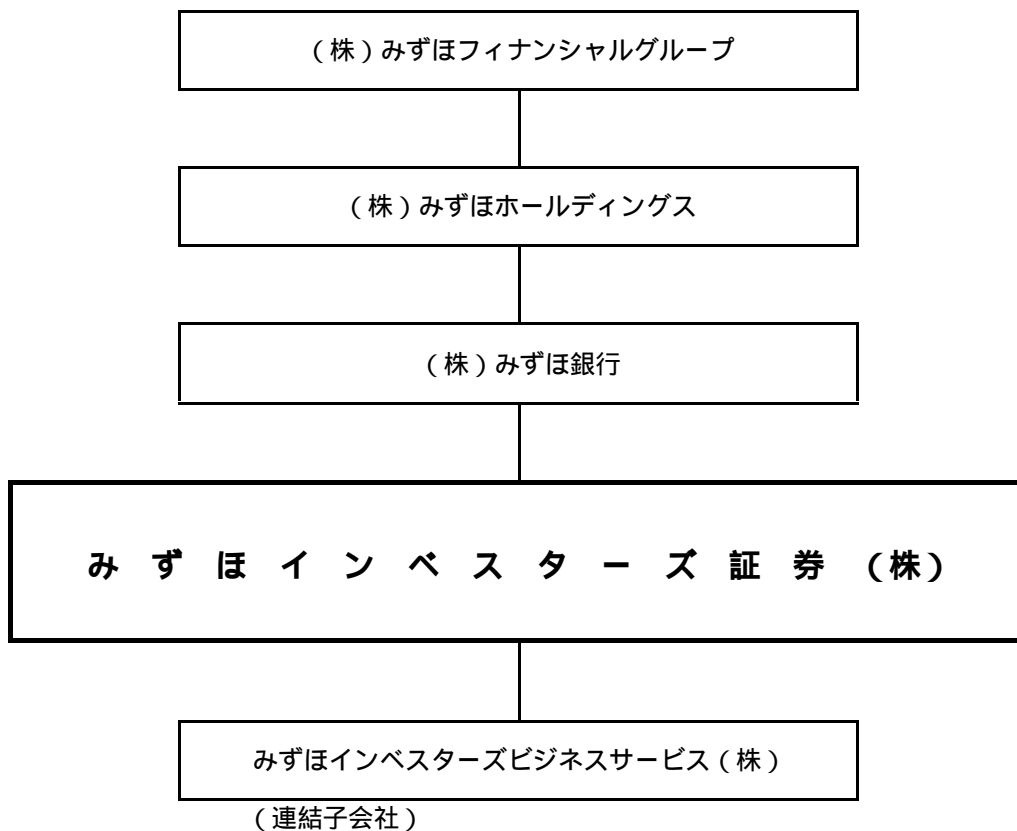 （株）みずほフィナンシャルグループ
（株）みずほホールディングス
（株）みずほ銀行
みずほインベスターズ証券（株）
みずほインベスターズビジネスサービス（株）
（連結子会社）